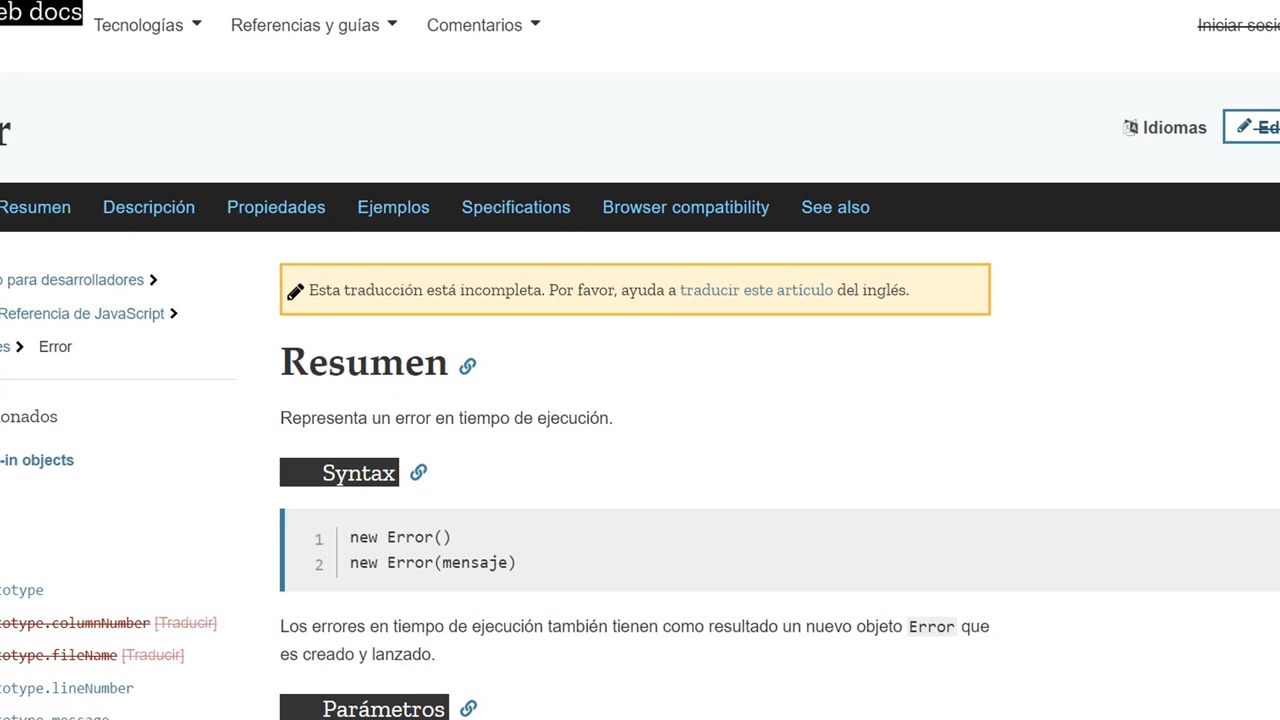 eb docs
Tecnologías Referencias y guías Comentarios Iniciar sesi
r
Idiomas Ed
Resumen Descripción Propiedades Ejemplos Specifications Browser compatibility See also
o para desarrolladores
Referencia de JavaScript
es Error
ionados
-in objects
totype
totype.columnNumber [Traducir]
totype.fileName [Traducir]
totype.lineNumber
totype.message
Esta traducción está incompleta. Por favor, ayuda a traducir este artículo del inglés.
Resumen
Representa un error en tiempo de ejecución.
Syntax
1 new Error()
2 new Error(mensaje)
Los errores en tiempo de ejecución también tienen como resultado un nuevo objeto Error que
es creado y lanzado.
Parámetros